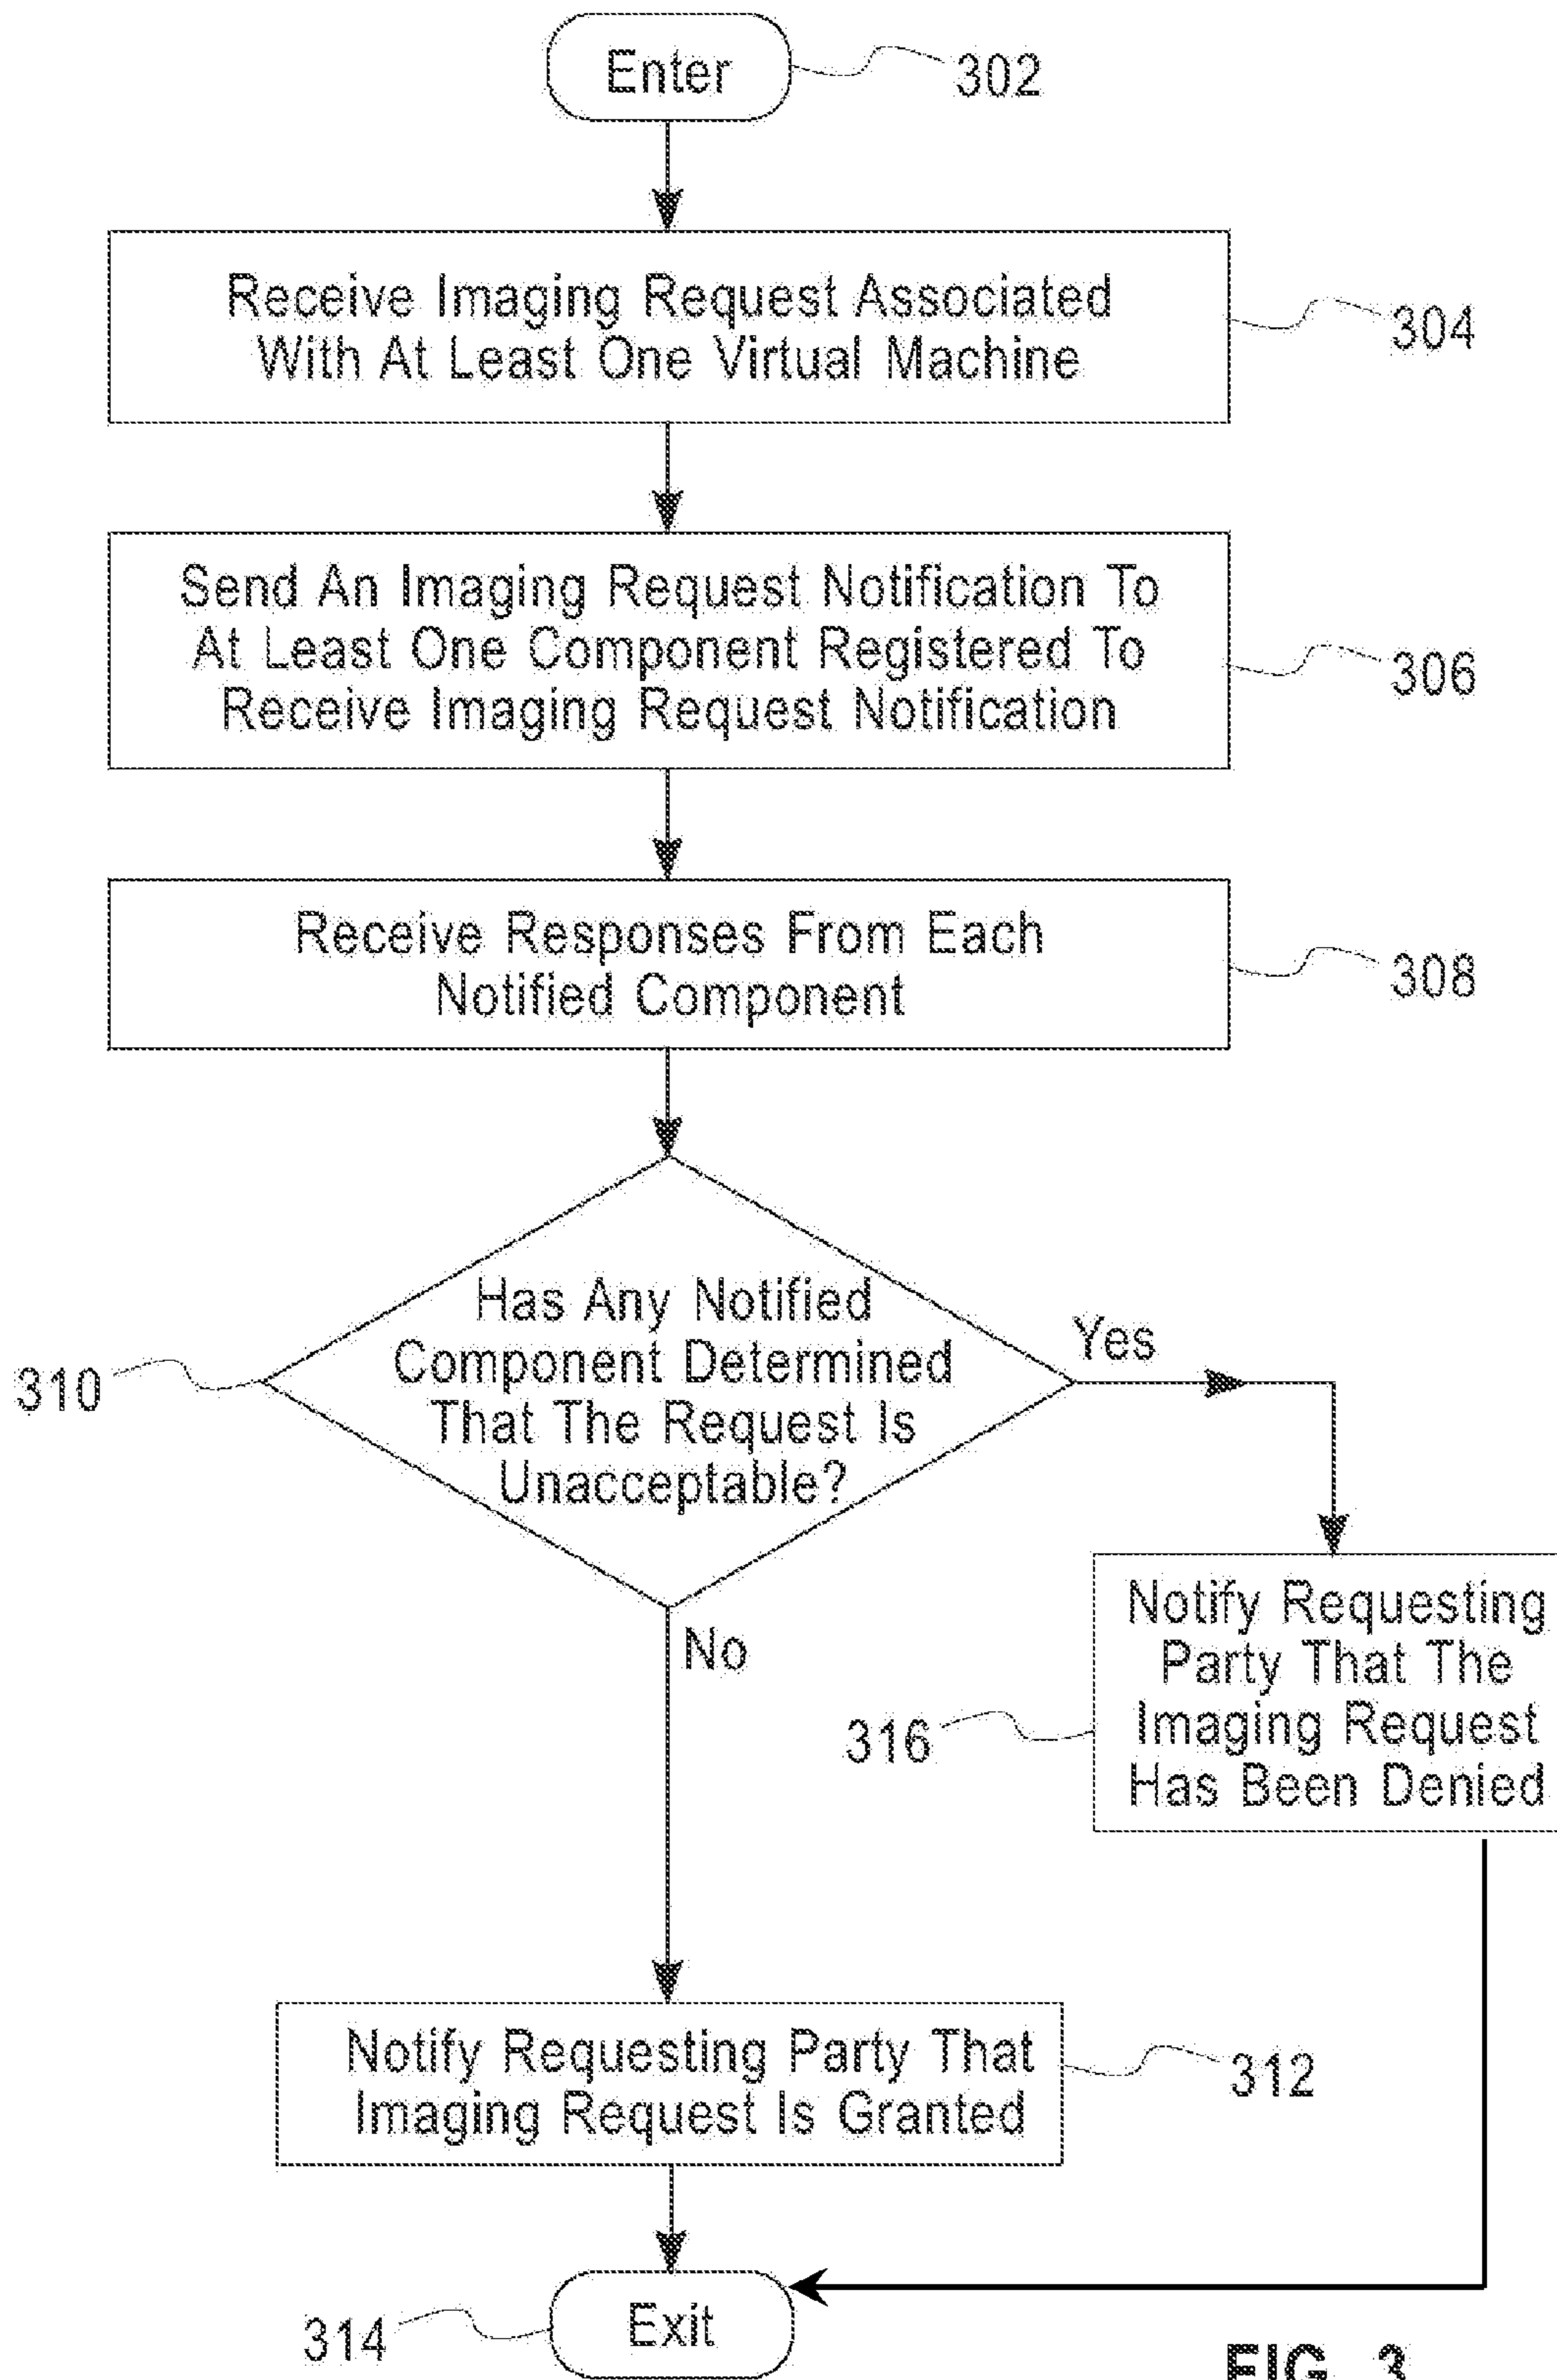 Enter
302
Receive Imaging Request Associated
With At Least One Virtual Machine
304
Send An Imaging Request Notification To
At Least One Component Registered To
Receive Imaging Request Notification
306
Receive Responses From Each
Notified Component
308
Has Any Notified
Component Determined
That The Request Is
Unacceptable?
310
Yes
No
Notify Requesting
Party That The
Imaging Request
Has Been Denied
316
Notify Requesting Party That
Imaging Request Is Granted
312
Exit
314
FIG. 3